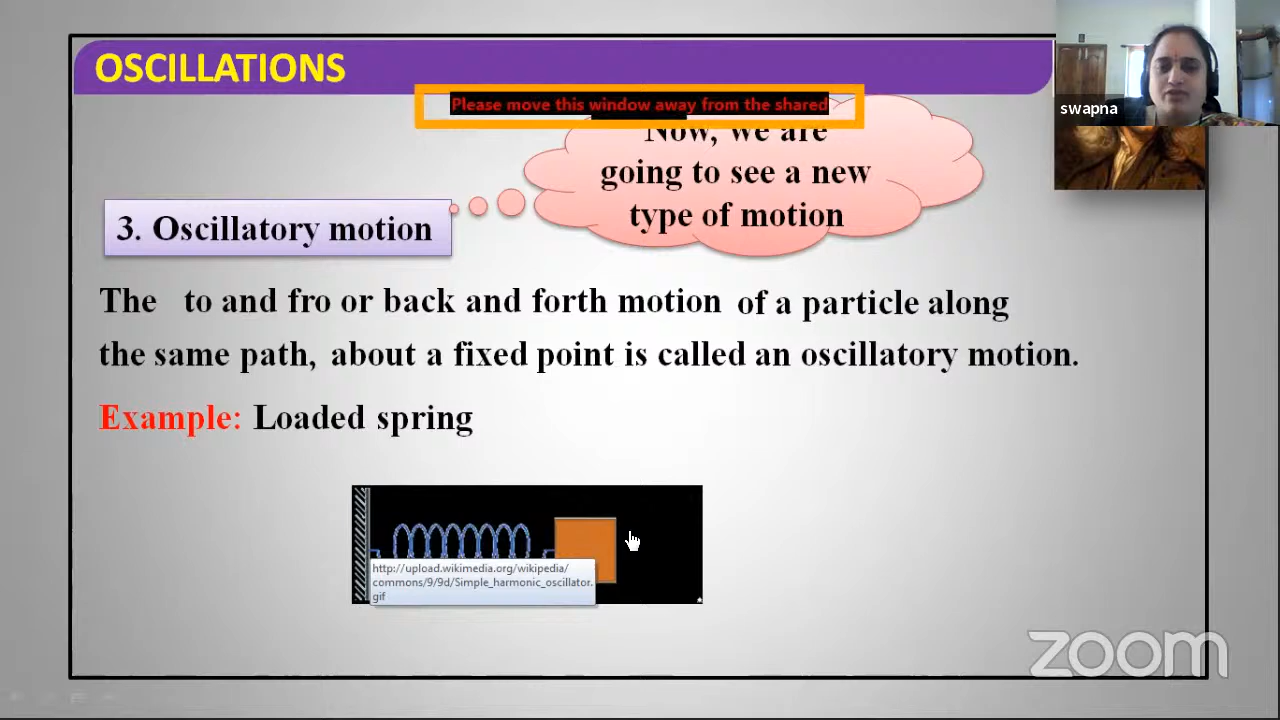 OSCILLATIONS
Please move this window away from the shared
swapna
Now, we are
going to see a new
type of motion
3. Oscillatory motion
The to and fro or back and forth motion of a particle along
the same path, about a fixed point is called an oscillatory motion.
Example: Loaded spring
http://upload.wikimedia.org/wikipedia/
commons/9/9d/Simple_harmonic_oscillator.
gif
zoom